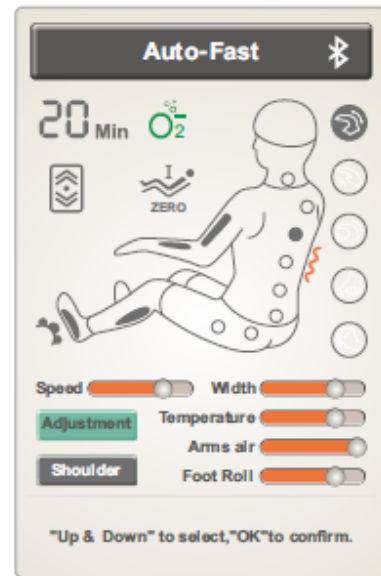 Auto-Fast
20 Min O2
I
ZERO
Speed Width
Adjustment Temperature
Arms air
Shoulder Foot Roll
"Up & Down" to select,"OK"to confirm.